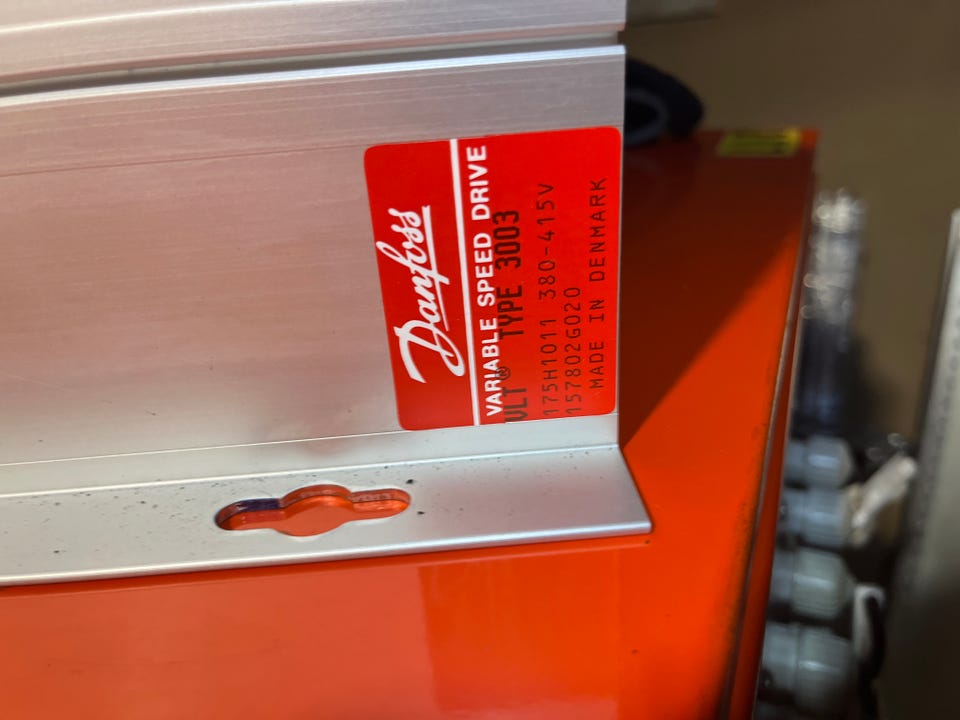 Danfoss
VARIABLE SPEED DRIVE
VLT® TYPE 3003
175H1011 380-415V
157802G020
MADE IN DENMARK